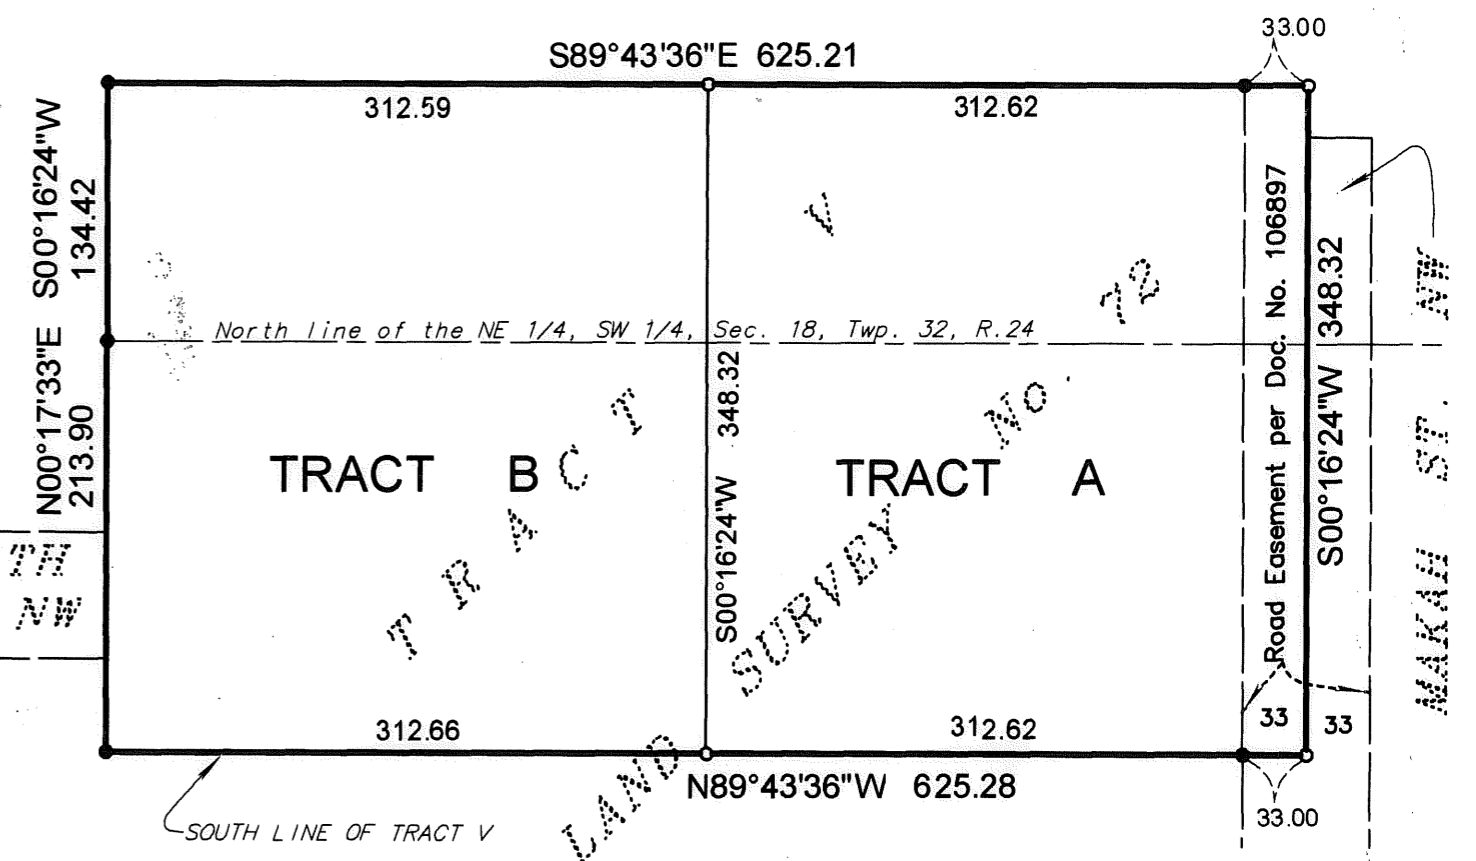 33.00
S89°43'36"E 625.21
312.59
312.62
S00°16'24"W
134.42
V
72
North line of the NE 1/4, SW 1/4, Sec. 18, Twp. 32, R.24
N00°17'33"E
213.90
TRACT B
TRACT A
TRACT
LAND SURVEY NO.
S00°16'24"W 348.32
Road Easement per Doc. No. 106897
S00°16'24"W 348.32
MAKAH ST. NW
TH
NW
33
33
312.66
312.62
N89°43'36"W 625.28
33.00
SOUTH LINE OF TRACT V